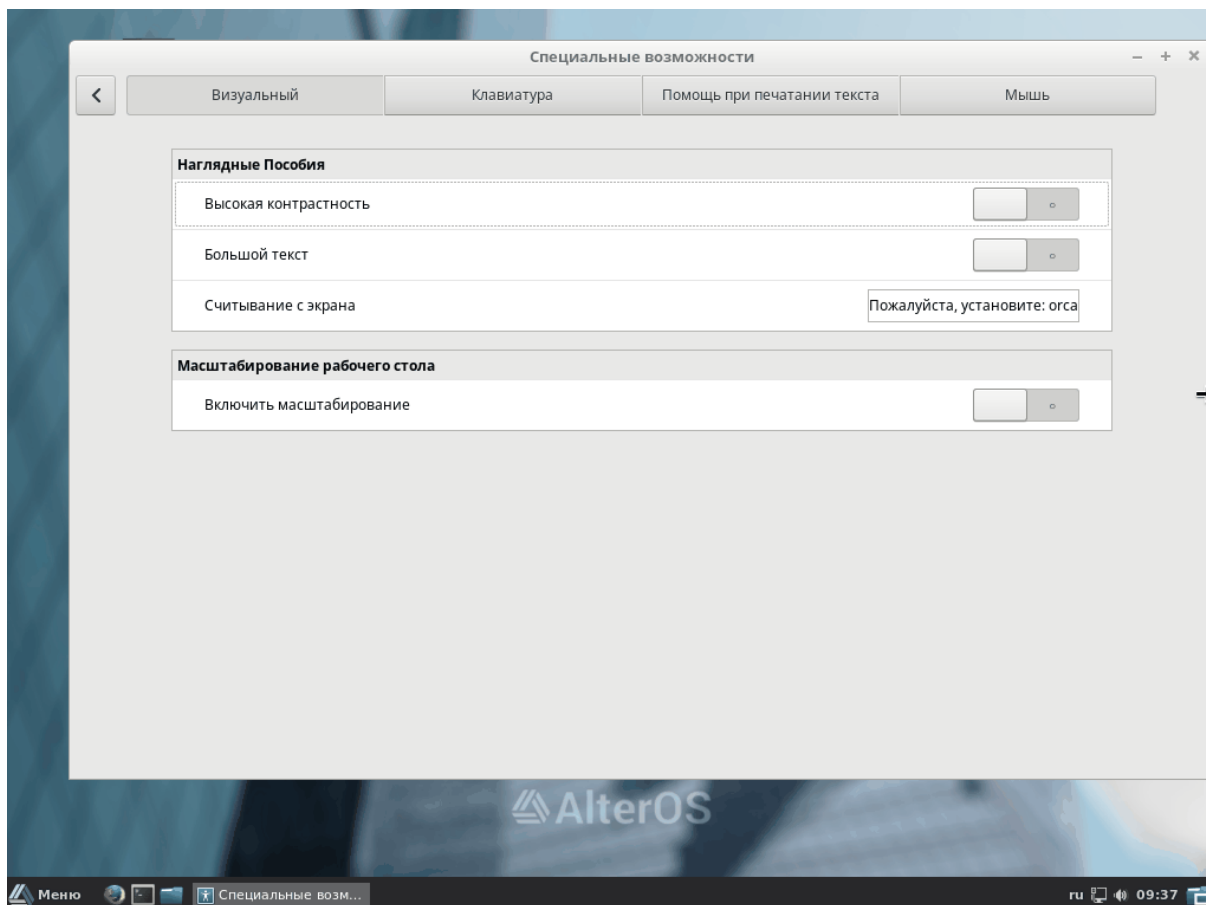 Специальные возможности
Визуальный
Клавиатура
Помощь при печатании текста
Мышь
Наглядные Пособия
Высокая контрастность
Большой текст
Считывание с экрана
Пожалуйста, установите: orca
Масштабирование рабочего стола
Включить масштабирование
AlterOS
Меню
Специальные возм...
ru
09:37